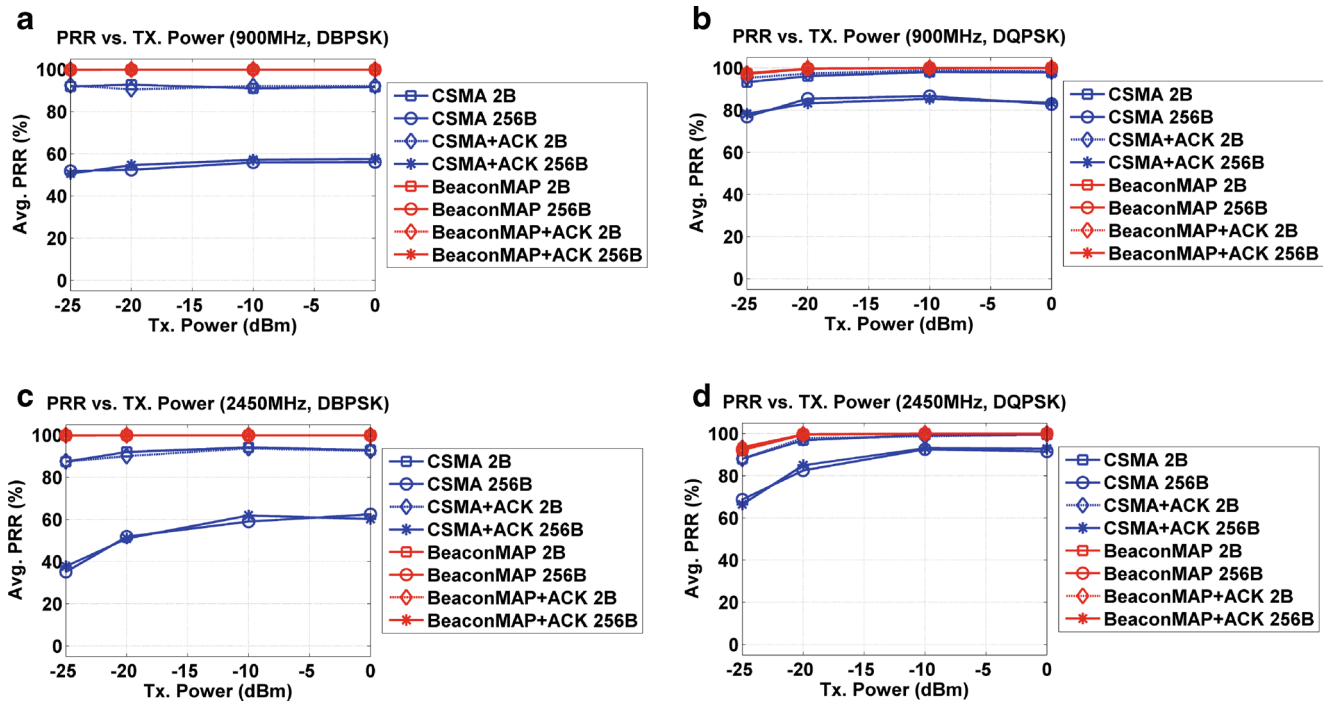 a
PRR vs. TX. Power (900MHz, DBPSK)
Avg. PRR (%)
100
80
60
40
20
0
-25 -20 -15 -10 -5 0
Tx. Power (dBm)
CSMA 2B
CSMA 256B
CSMA+ACK 2B
CSMA+ACK 256B
BeaconMAP 2B
BeaconMAP 256B
BeaconMAP+ACK 2B
BeaconMAP+ACK 256B
b
PRR vs. TX. Power (900MHz, DQPSK)
Avg. PRR (%)
100
80
60
40
20
0
-25 -20 -15 -10 -5 0
Tx. Power (dBm)
CSMA 2B
CSMA 256B
CSMA+ACK 2B
CSMA+ACK 256B
BeaconMAP 2B
BeaconMAP 256B
BeaconMAP+ACK 2B
BeaconMAP+ACK 256B
c
PRR vs. TX. Power (2450MHz, DBPSK)
Avg. PRR (%)
100
80
60
40
20
0
-25 -20 -15 -10 -5 0
Tx. Power (dBm)
CSMA 2B
CSMA 256B
CSMA+ACK 2B
CSMA+ACK 256B
BeaconMAP 2B
BeaconMAP 256B
BeaconMAP+ACK 2B
BeaconMAP+ACK 256B
d
PRR vs. TX. Power (2450MHz, DQPSK)
Avg. PRR (%)
100
80
60
40
20
0
-25 -20 -15 -10 -5 0
Tx. Power (dBm)
CSMA 2B
CSMA 256B
CSMA+ACK 2B
CSMA+ACK 256B
BeaconMAP 2B
BeaconMAP 256B
BeaconMAP+ACK 2B
BeaconMAP+ACK 256B